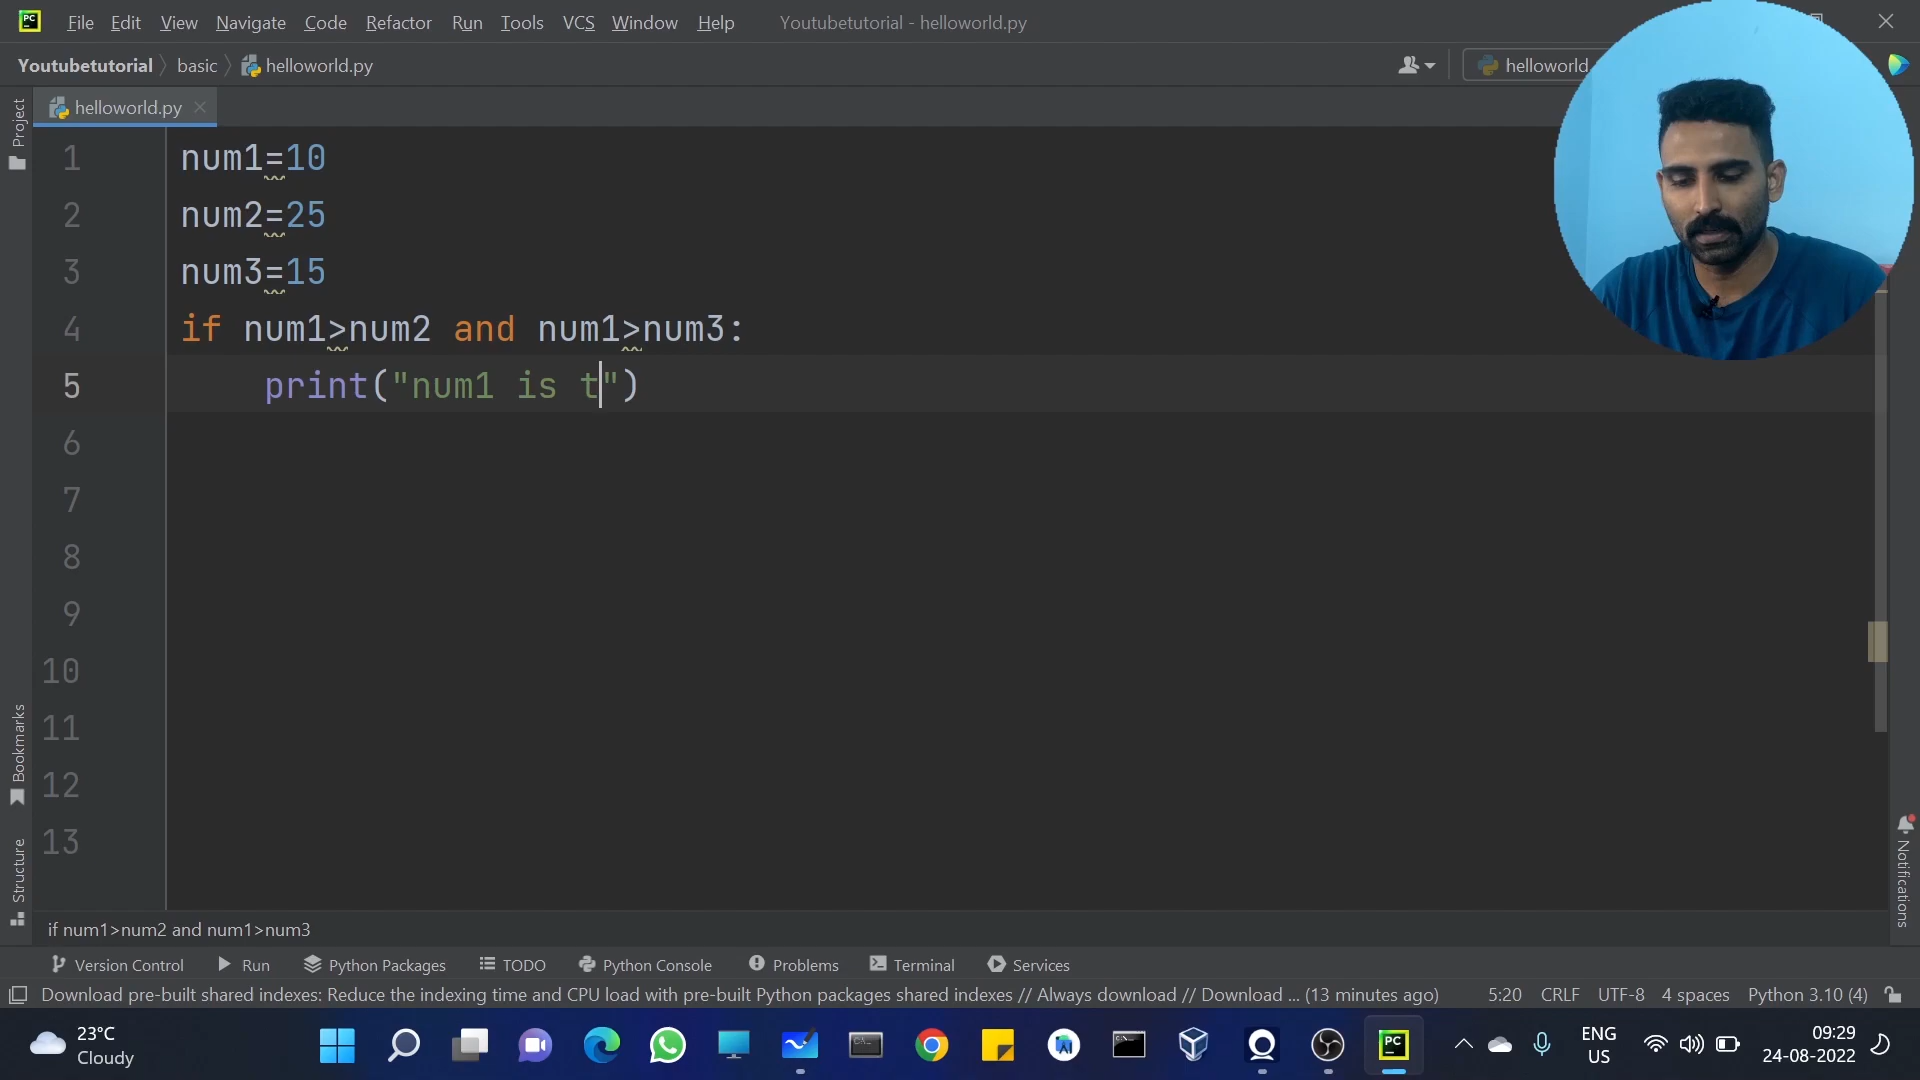 File Edit View Navigate Code Refactor Run Tools VCS Window Help Youtubetutorial - helloworld.py
Youtubetutorial basic helloworld.py helloworld
helloworld.py
Project
1 num1=10
2 num2=25
3 num3=15
4 if num1>num2 and num1>num3:
5 print("num1 is t")
6
7
8
9
10
11
12
13
Bookmarks
Structure
Notifications
if num1>num2 and num1>num3
Version Control Run Python Packages TODO Python Console Problems Terminal Services
Download pre-built shared indexes: Reduce the indexing time and CPU load with pre-built Python packages shared indexes // Always download // Download ... (13 minutes ago) 5:20 CRLF UTF-8 4 spaces Python 3.10 (4)
23°C
Cloudy
PC
ENG
US
09:29
24-08-2022